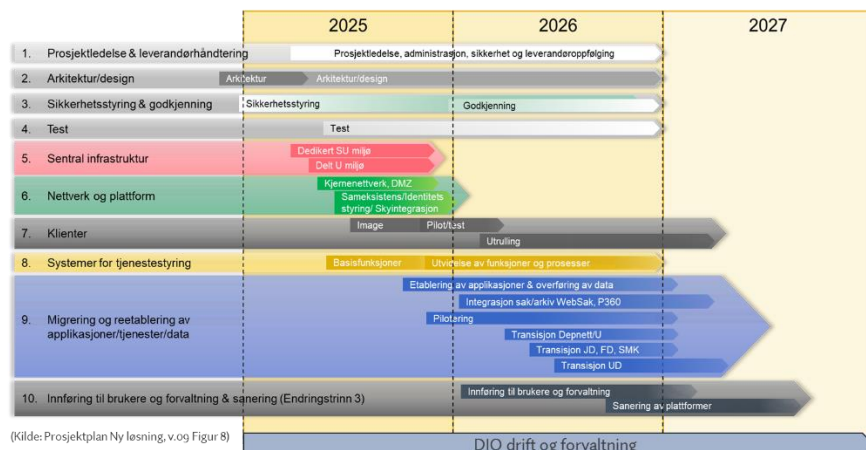 2025
2026
2027
1. Prosjektledelse & leverandørhåndtering
Prosjektledelse, administrasjon, sikkerhet og leverandøroppfølging
2. Arkitektur/design
Arkitektur
Arkitektur/design
3. Sikkerhetsstyring & godkjenning
Sikkerhetsstyring
Godkjenning
4. Test
Test
5. Sentral infrastruktur
Dedikert SU miljø
Delt U miljø
6. Nettverk og plattform
Kjernenettverk, DMZ
Sameksistens/Identitets
styring/ Skyintegrasjon
7. Klienter
Image
Pilot/test
Utrulling
8. Systemer for tjenestestyring
Basisfunksjoner
Utvidelse av funksjoner og prosesser
9. Migrering og reetablering av
applikasjoner/tjenester/data
Etablering av applikasjoner & overføring av data
Integrasjon sak/arkiv WebSak, P360
Pilotering
Transisjon Depnett/U
Transisjon JD, FD, SMK
Transisjon UD
10. Innføring til brukere og forvaltning & sanering (Endringstrinn 3)
Innføring til brukere og forvaltning
Sanering av plattformer
(Kilde: Prosjektplan Ny løsning, v.09 Figur 8)
DIO drift og forvaltning